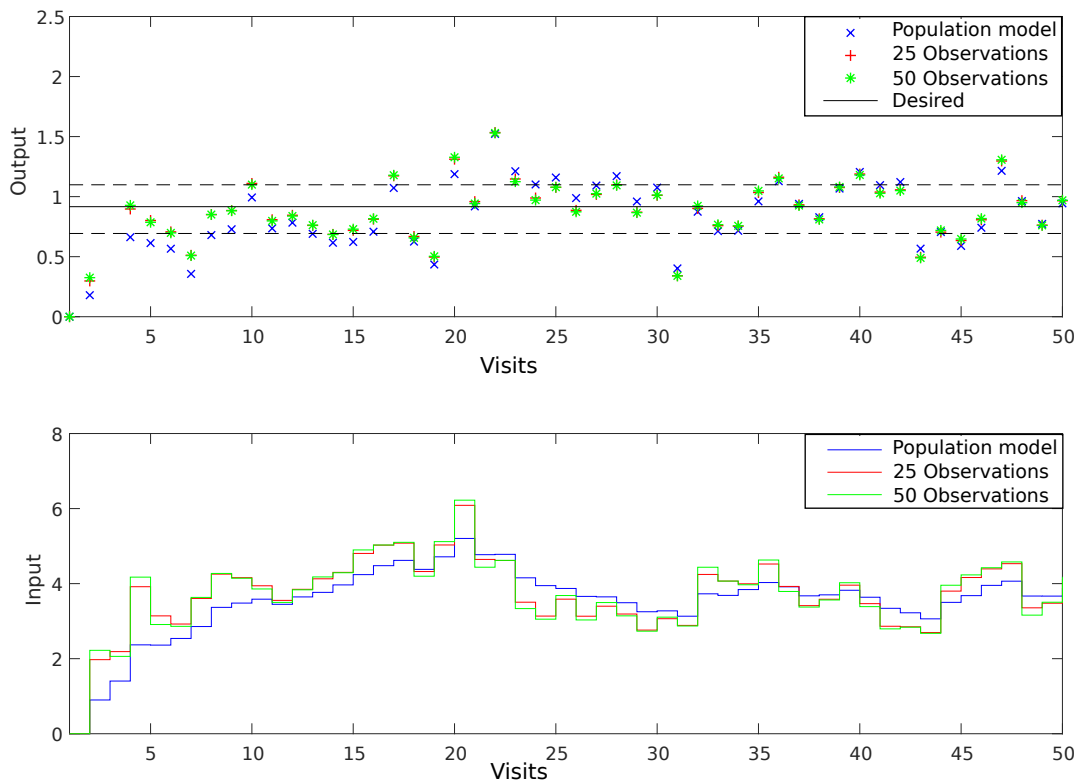 2.5
2
1.5
1
0.5
0
Output
Population model
25 Observations
50 Observations
Desired
5 10 15 20 25 30 35 40 45 50
Visits
8
6
4
2
0
Input
Population model
25 Observations
50 Observations
5 10 15 20 25 30 35 40 45 50
Visits